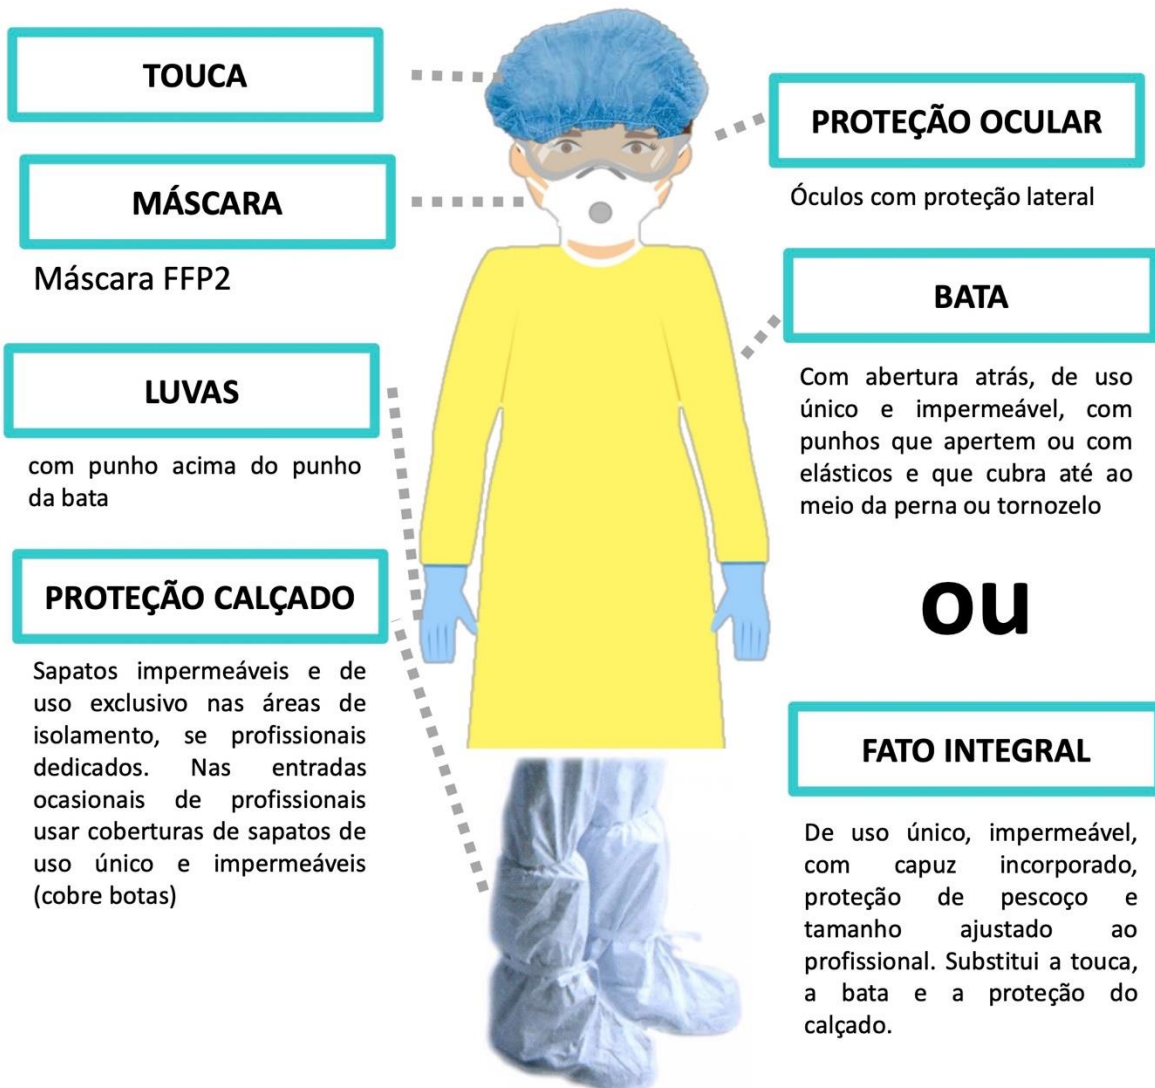 TOUCA
MÁSCARA
Máscara FFP2
LUVAS
com punho acima do punho
da bata
PROTEÇÃO CALÇADO
Sapatos impermeáveis e de
uso exclusivo nas áreas de
isolamento, se profissionais
dedicados. Nas entradas
ocasionais de profissionais
usar coberturas de sapatos de
uso único e impermeáveis
(cobre botas)
PROTEÇÃO OCULAR
Óculos com proteção lateral
BATA
Com abertura atrás, de uso
único e impermeável, com
punhos que apertem ou com
elásticos e que cubra até ao
meio da perna ou tornozelo
ou
FATO INTEGRAL
De uso único, impermeável,
com capuz incorporado,
proteção de pescoço e
tamanho ajustado ao
profissional. Substitui a touca,
a bata e a proteção do
calçado.